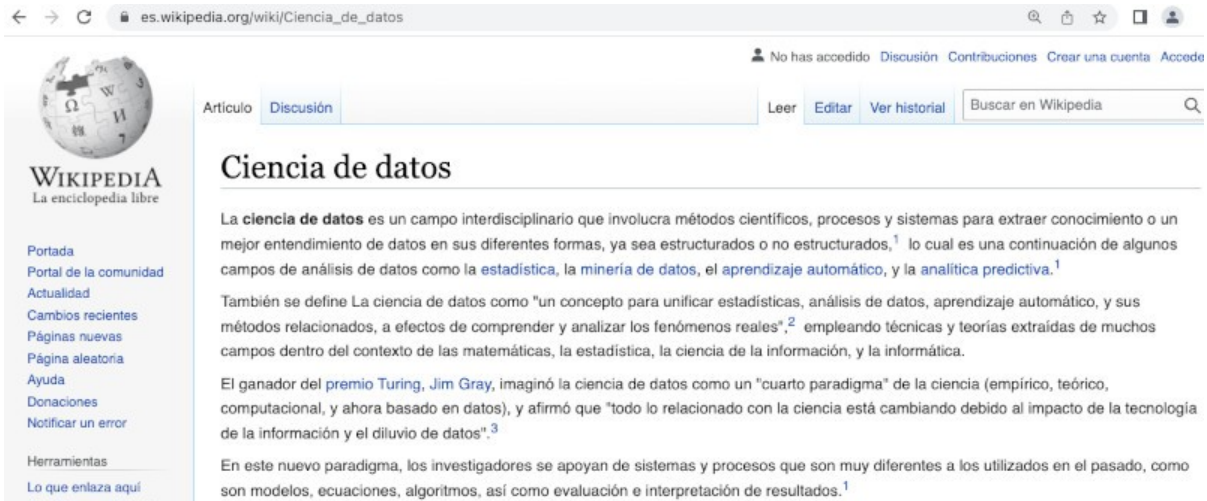 es.wikipedia.org/wiki/Ciencia_de_datos
No has accedido Discusión Contribuciones Crear una cuenta Accede
Artículo Discusión Leer Editar Ver historial Buscar en Wikipedia
WIKIPEDIA
La enciclopedia libre
Portada
Portal de la comunidad
Actualidad
Cambios recientes
Páginas nuevas
Página aleatoria
Ayuda
Donaciones
Notificar un error
Herramientas
Lo que enlaza aquí
Ciencia de datos
La ciencia de datos es un campo interdisciplinario que involucra métodos científicos, procesos y sistemas para extraer conocimiento o un
mejor entendimiento de datos en sus diferentes formas, ya sea estructurados o no estructurados,1 lo cual es una continuación de algunos
campos de análisis de datos como la estadística, la minería de datos, el aprendizaje automático, y la analítica predictiva.1
También se define La ciencia de datos como "un concepto para unificar estadísticas, análisis de datos, aprendizaje automático, y sus
métodos relacionados, a efectos de comprender y analizar los fenómenos reales",2 empleando técnicas y teorías extraídas de muchos
campos dentro del contexto de las matemáticas, la estadística, la ciencia de la información, y la informática.
El ganador del premio Turing, Jim Gray, imaginó la ciencia de datos como un "cuarto paradigma" de la ciencia (empírico, teórico,
computacional, y ahora basado en datos), y afirmó que "todo lo relacionado con la ciencia está cambiando debido al impacto de la tecnología
de la información y el diluvio de datos".3
En este nuevo paradigma, los investigadores se apoyan de sistemas y procesos que son muy diferentes a los utilizados en el pasado, como
son modelos, ecuaciones, algoritmos, así como evaluación e interpretación de resultados.1